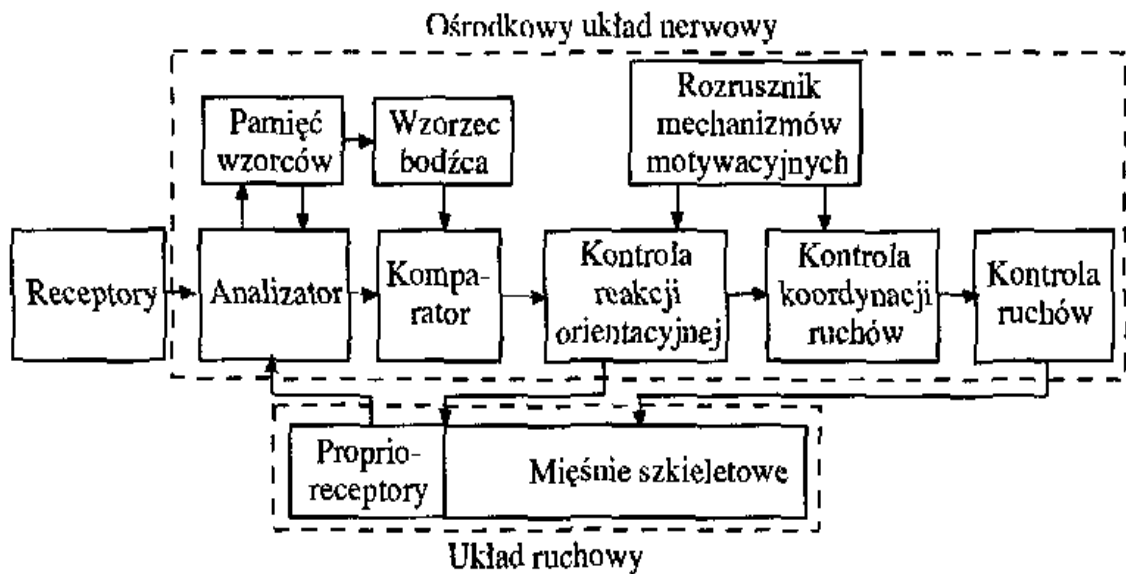 Ośrodkowy układ nerwowy
Pamięć
wzorców
Wzorzec
bodźca
Rozrusznik
mechanizmów
motywacyjnych
Receptory
Analizator
Kompa-
rator
Kontrola
reakcji
orientacyjnej
Kontrola
koordynacji
ruchów
Kontrola
ruchów
Proprio-
receptory
Mięśnie szkieletowe
Układ ruchowy